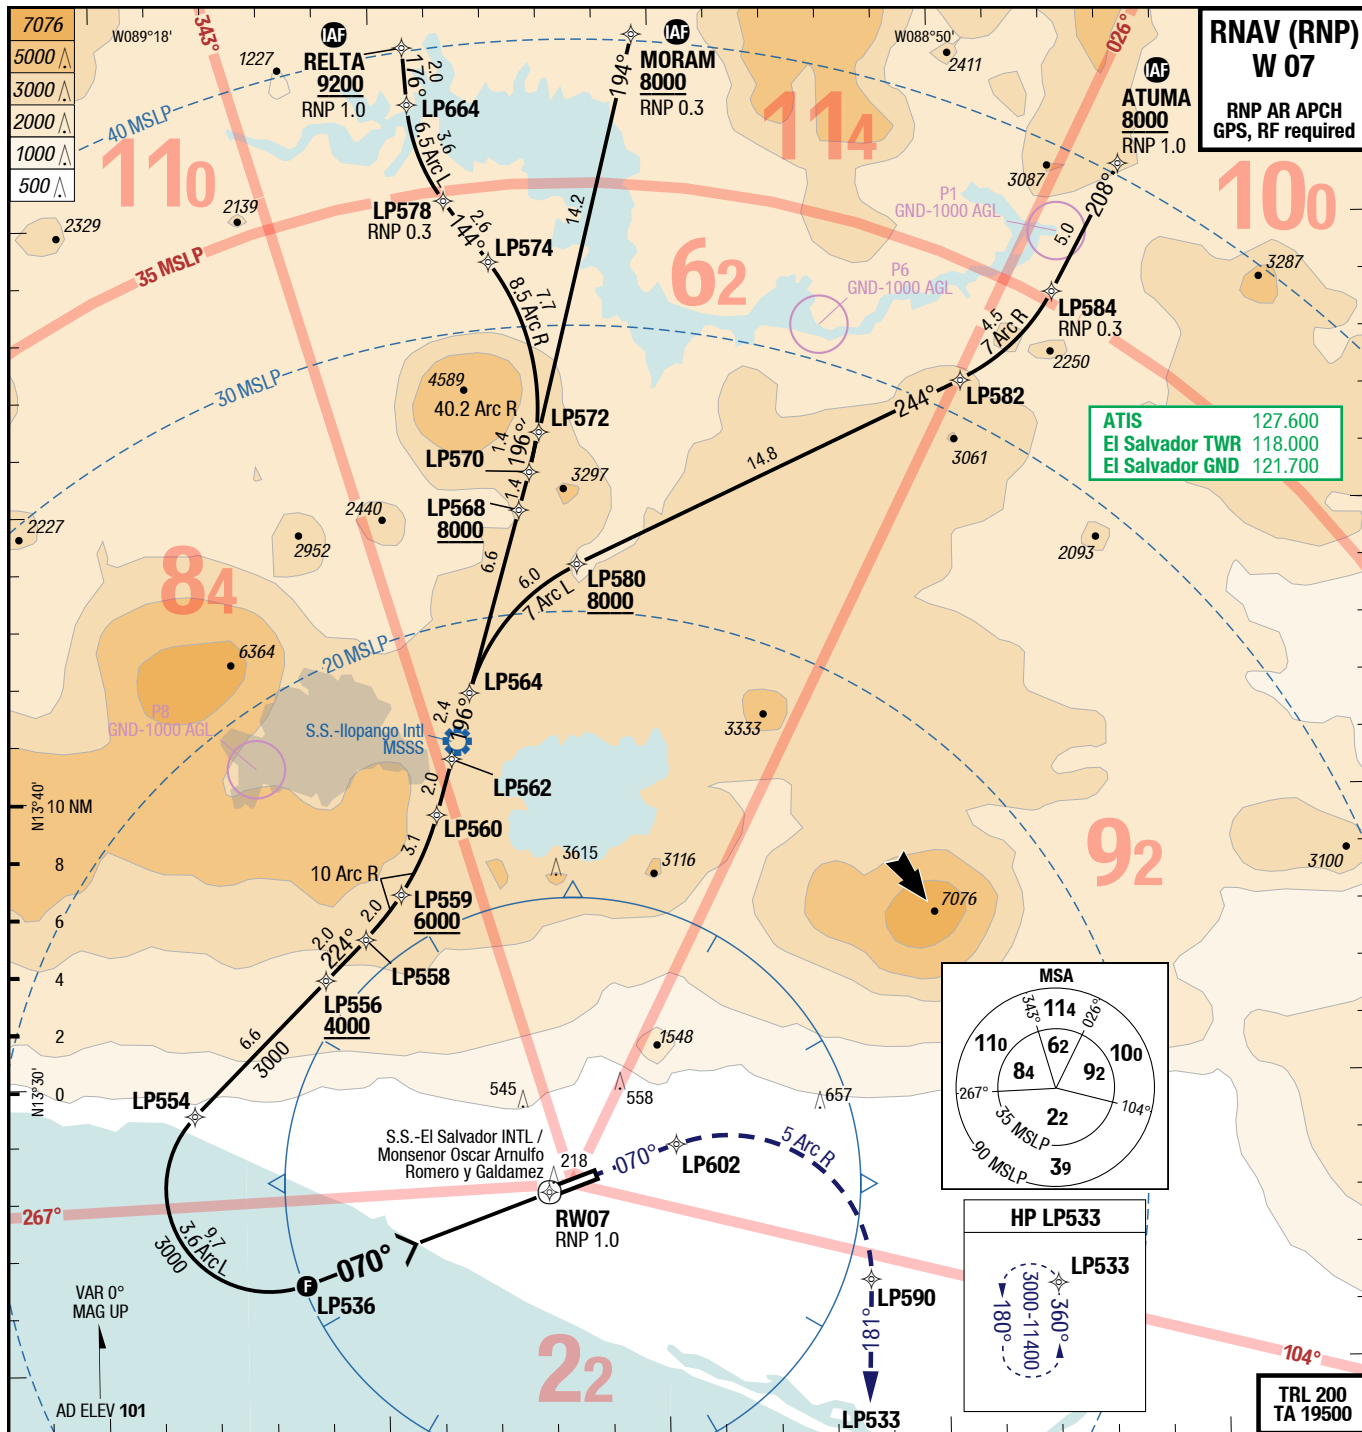 7076
5000
3000
2000
1000
500
W089°18'
343°
1227
IAF
RELTA
9200
RNP 1.0
176°
2.0
LP664
6.5 Arc L
3.6
IAF
MORAM
8000
RNP 0.3
194°
14.2
W088°50'
2411
026°
IAF
ATUMA
8000
RNP 1.0
RNAV (RNP)
W 07
RNP AR APCH
GPS, RF required
40 MSLP
110
114
100
2329
2139
35 MSLP
LP578
RNP 0.3
144°
2.6
LP574
8.5 Arc R
7.7
62
P1
GND-1000 AGL
P6
GND-1000 AGL
3087
208°
5.0
3287
LP584
RNP 0.3
4.5
7 Arc R
2250
30 MSLP
4589
40.2 Arc R
LP572
1.4
196°
LP570
1.4
LP568
8000
3297
244°
LP582
14.8
3061
ATIS 127.600
El Salvador TWR 118.000
El Salvador GND 121.700
2227
2440
2952
2093
84
6.6
6.0
7 Arc L
LP580
8000
6364
20 MSLP
LP564
P8
GND-1000 AGL
S.S.-Ilopango Intl
MSSS
2.4
196°
3333
LP562
2.0
LP560
N13°40'
10 NM
8
6
4
2
0
N13°30'
3.1
10 Arc R
3615
3116
92
3100
7076
LP559
6000
2.0
2.0
224°
LP558
LP556
4000
6.6
3000
1548
545
558
657
LP554
MSA
343°
114
026°
110
62
100
84
92
267°
104°
22
35 MSLP
39
90 MSLP
S.S.-El Salvador INTL /
Monsenor Oscar Arnulfo
Romero y Galdamez
218
070°
LP602
5 Arc R
267°
RW07
RNP 1.0
9.7
3.6 Arc L
3000
070°
F
LP536
VAR 0°
MAG UP
AD ELEV 101
22
LP590
181°
LP533
HP LP533
LP533
360°
3000-11400
180°
104°
TRL 200
TA 19500